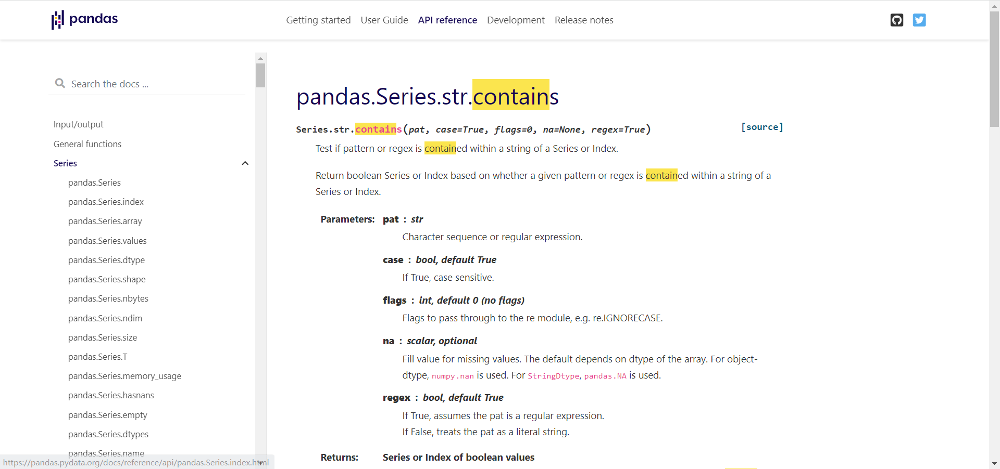 pandas
Getting started User Guide API reference Development Release notes
Search the docs ...
Input/output
General functions
Series
pandas.Series
pandas.Series.index
pandas.Series.array
pandas.Series.values
pandas.Series.dtype
pandas.Series.shape
pandas.Series.nbytes
pandas.Series.ndim
pandas.Series.size
pandas.Series.T
pandas.Series.memory_usage
pandas.Series.hasnans
pandas.Series.empty
pandas.Series.dtypes
pandas.Series.name
https://pandas.pydata.org/docs/reference/api/pandas.Series.index.html
pandas.Series.str.contains
Series.str.contains(pat, case=True, flags=0, na=None, regex=True) [source]
Test if pattern or regex is contained within a string of a Series or Index.
Return boolean Series or Index based on whether a given pattern or regex is contained within a string of a
Series or Index.
Parameters: pat : str
Character sequence or regular expression.
case : bool, default True
If True, case sensitive.
flags : int, default 0 (no flags)
Flags to pass through to the re module, e.g. re.IGNORECASE.
na : scalar, optional
Fill value for missing values. The default depends on dtype of the array. For object-
dtype, numpy.nan is used. For StringDtype, pandas.NA is used.
regex : bool, default True
If True, assumes the pat is a regular expression.
If False, treats the pat as a literal string.
Returns: Series or Index of boolean values